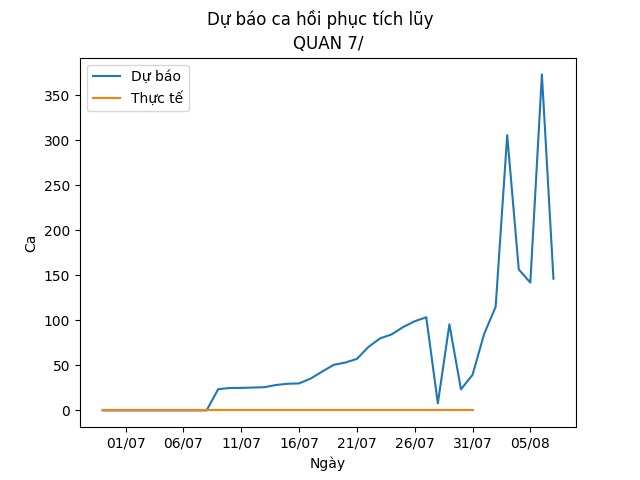 Dự báo ca hồi phục tích lũy
QUAN 7/
Dự báo
Thực tế
350
300
250
200
150
100
50
0
Ca
01/07 06/07 11/07 16/07 21/07 26/07 31/07 05/08
Ngày